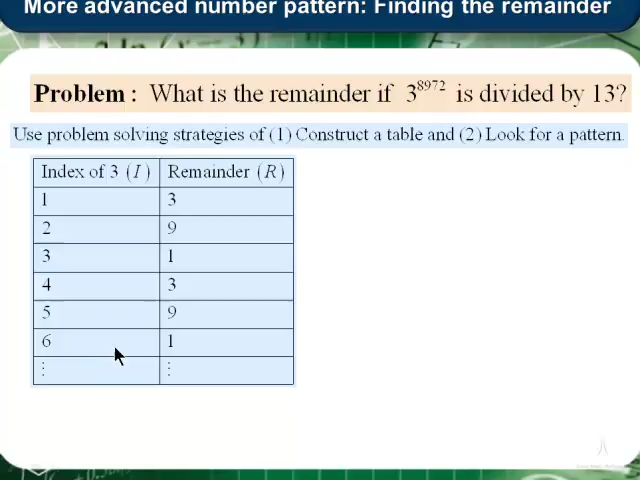 More advanced number pattern: Finding the remainder
Problem : What is the remainder if 3^8972 is divided by 13?
Use problem solving strategies of (1) Construct a table and (2) Look for a pattern.
Index of 3 (I) Remainder (R)
1 3
2 9
3 1
4 3
5 9
6 1
⋮ ⋮